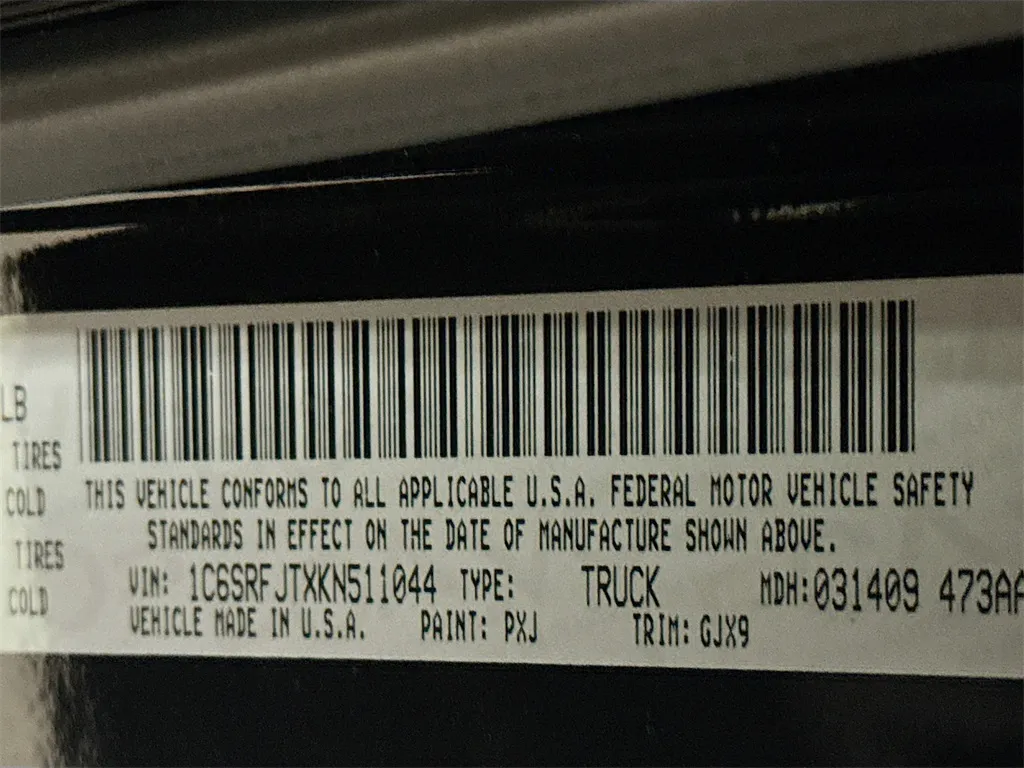 LB
TIRES
COLD
TIRES
COLD
THIS VEHICLE CONFORMS TO ALL APPLICABLE U.S.A. FEDERAL MOTOR VEHICLE SAFETY
STANDARDS IN EFFECT ON THE DATE OF MANUFACTURE SHOWN ABOVE.
VIN: 1C6SRFJTXKN511044 TYPE: TRUCK MDH:031409 473AA
VEHICLE MADE IN U.S.A. PAINT: PXJ TRIM: GJX9